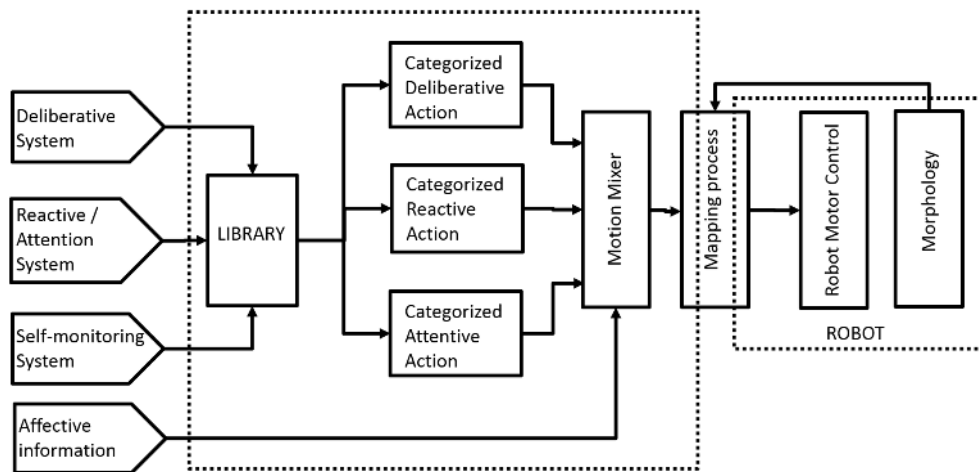 Deliberative
System
Reactive /
Attention
System
Self-monitoring
System
Affective
information
LIBRARY
Categorized
Deliberative
Action
Categorized
Reactive
Action
Categorized
Attentive
Action
Motion Mixer
Mapping process
Robot Motor Control
Morphology
ROBOT